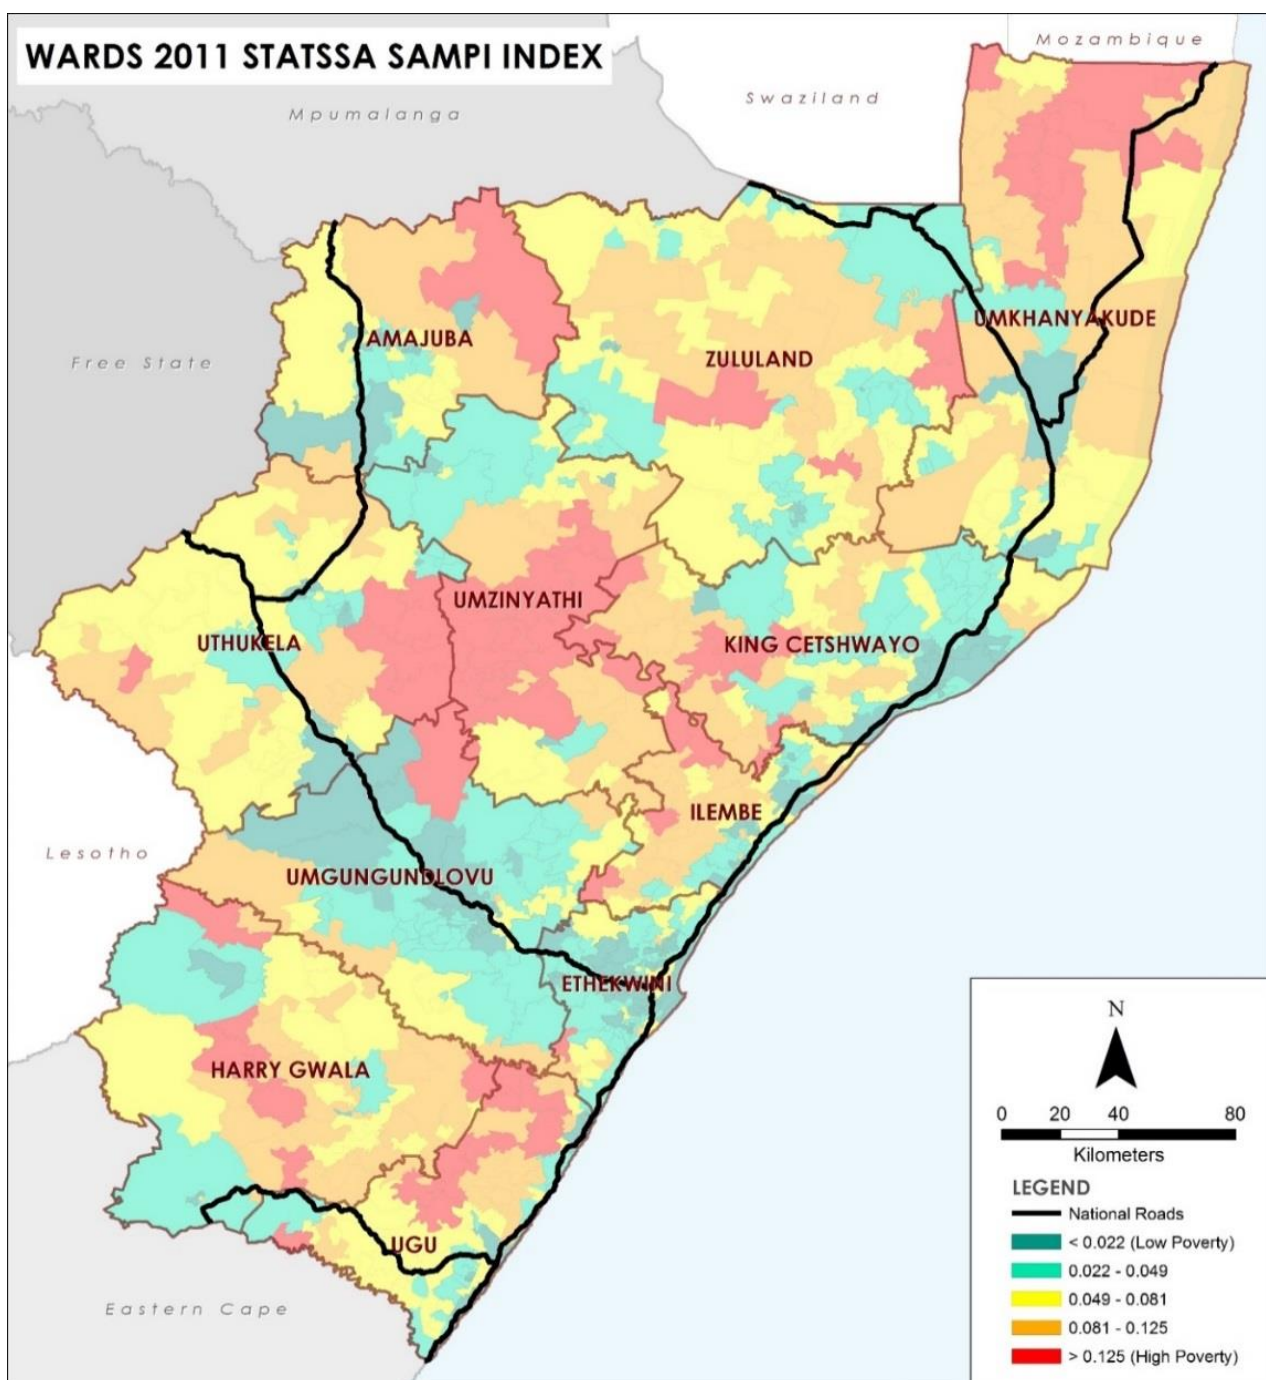 WARDS 2011 STATSSA SAMPI INDEX
Mozambique
Swaziland
Mpumalanga
UMKHANYAKUDE
AMAJUBA
ZULULAND
Free State
UMZINYATHI
UTHUKELA
KING CETSHWAYO
ILEMBE
Lesotho
UMGUNGUNDLOVU
ETHEKWINI
HARRY GWALA
UGU
Eastern Cape
N
0 20 40 80
Kilometers
LEGEND
National Roads
< 0.022 (Low Poverty)
0.022 - 0.049
0.049 - 0.081
0.081 - 0.125
> 0.125 (High Poverty)